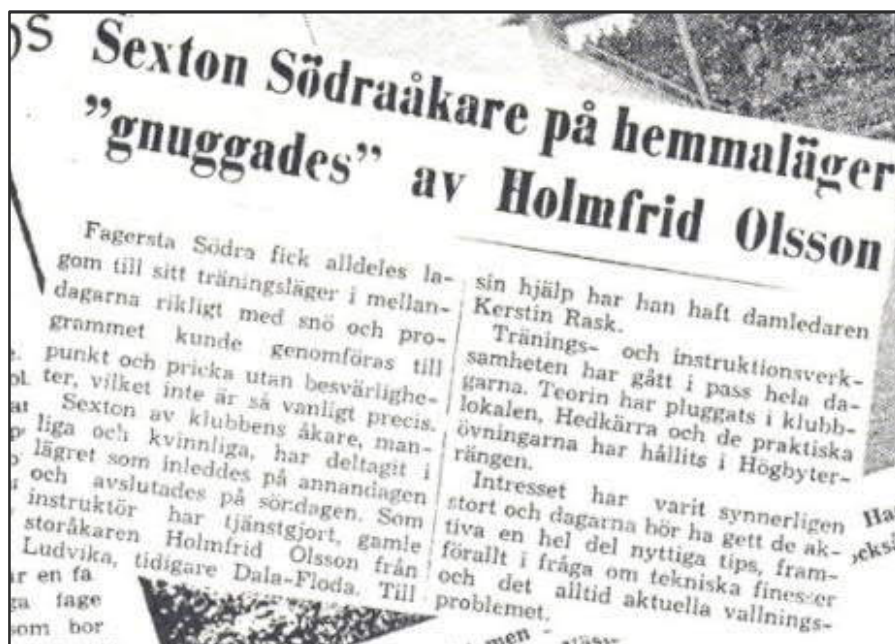 Sexton Södraåkare på hemmaläger
"gnuggades" av Holmfrid Olsson
Fagersta Södra fick alldeles la-
gom till sitt träningsläger i mellan-
dagarna rikligt med snö och pro-
grammet kunde genomföras till
punkt och pricka utan besvärlighe-
ter, vilket inte är så vanligt precis.
Sexton av klubbens åkare, man-
liga och kvinnliga, har deltagit i
lägret som inleddes på annandagen
och avslutades på söndagen. Som
instruktör har tjänstgjort, gamle
storåkaren Holmfrid Olsson från
Ludvika, tidigare Dala-Floda. Till
sin hjälp har han haft damledaren
Kerstin Rask.
Tränings- och instruktionsverk-
samheten har gått i pass hela da-
garna. Teorin har pluggats i klubb-
lokalen, Hedkärra och de praktiska
övningarna har hållits i Högbyter-
rängen.
Intresset har varit synnerligen
stort och dagarna bör ha gett de ak-
tiva en hel del nyttiga tips, fram-
förallt i fråga om tekniska finesser
och det alltid aktuella vallnings-
problemet.
en fa
fage
som bor